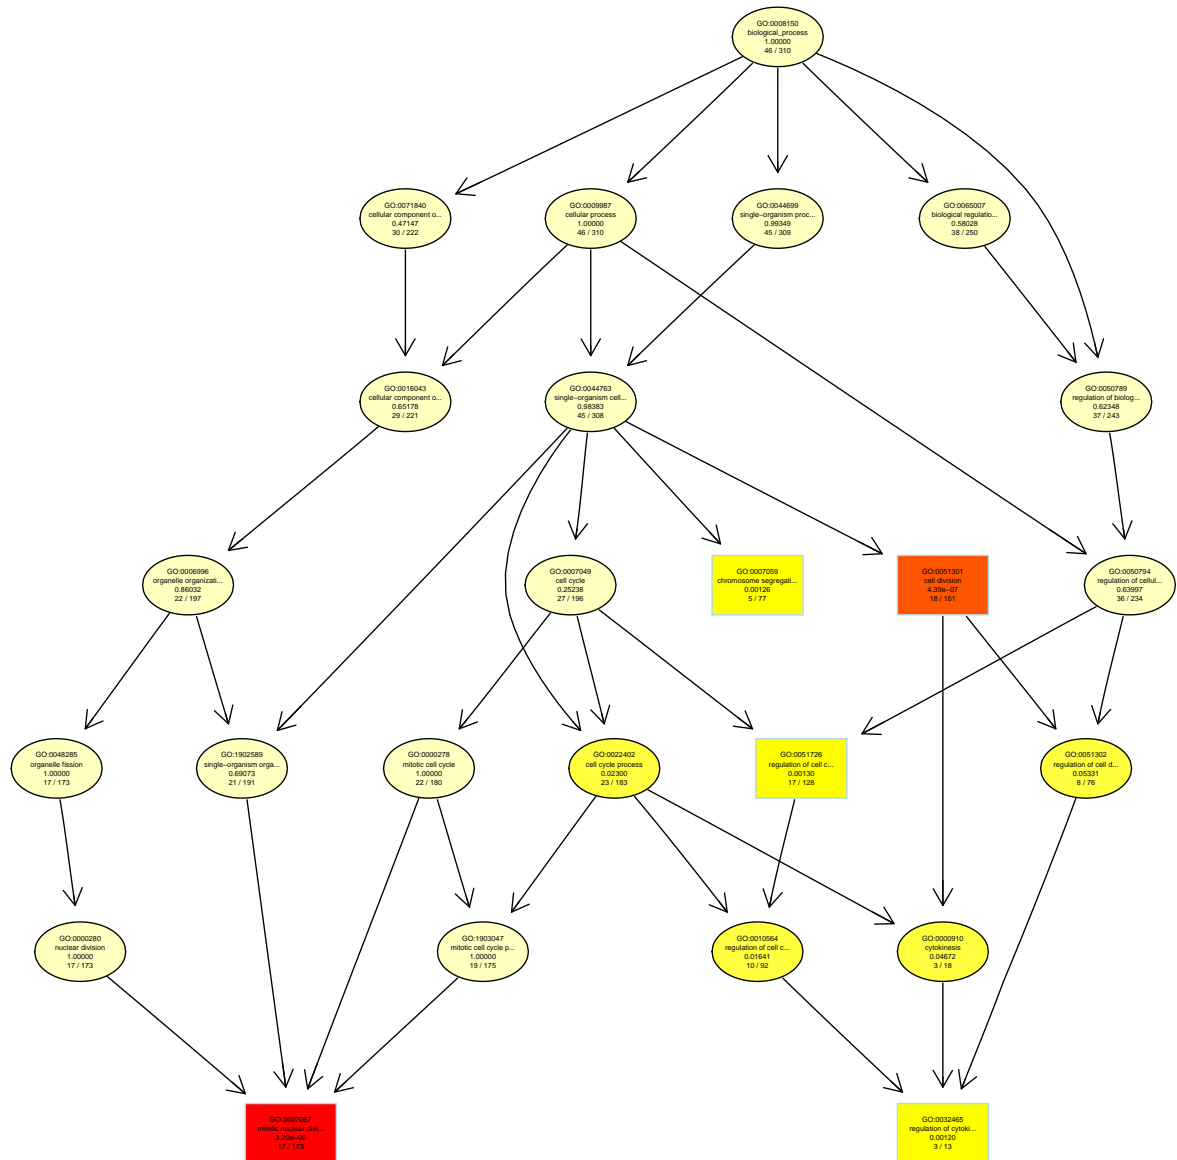 GO:0008150
biological_process
1.00000
46 / 310
GO:0071840
cellular component o...
0.47147
30 / 222
GO:0009987
cellular process
1.00000
46 / 310
GO:0044699
single−organism proc...
0.99349
45 / 309
GO:0065007
biological regulatio...
0.58028
38 / 250
GO:0016043
cellular component o...
0.65178
29 / 221
GO:0044763
single−organism cell...
0.98383
45 / 308
GO:0050789
regulation of biolog...
0.62348
37 / 243
GO:0006996
organelle organizati...
0.86032
22 / 197
GO:0007049
cell cycle
0.25238
27 / 196
GO:0007059
chromosome segregati...
0.00126
5 / 77
GO:0051301
cell division
4.39e−07
18 / 161
GO:0050794
regulation of cellul...
0.63997
36 / 234
GO:0048285
organelle fission
1.00000
17 / 173
GO:1902589
single−organism orga...
0.69073
21 / 191
GO:0000278
mitotic cell cycle
1.00000
22 / 180
GO:0022402
cell cycle process
0.02300
23 / 183
GO:0051726
regulation of cell c...
0.00130
17 / 128
GO:0051302
regulation of cell d...
0.05331
8 / 76
GO:0000280
nuclear division
1.00000
17 / 173
GO:1903047
mitotic cell cycle p...
1.00000
19 / 175
GO:0010564
regulation of cell c...
0.01641
10 / 92
GO:0000910
cytokinesis
0.04672
3 / 18
GO:0007067
mitotic nuclear divi...
3.20e−09
17 / 173
GO:0032465
regulation of cytoki...
0.00120
3 / 13